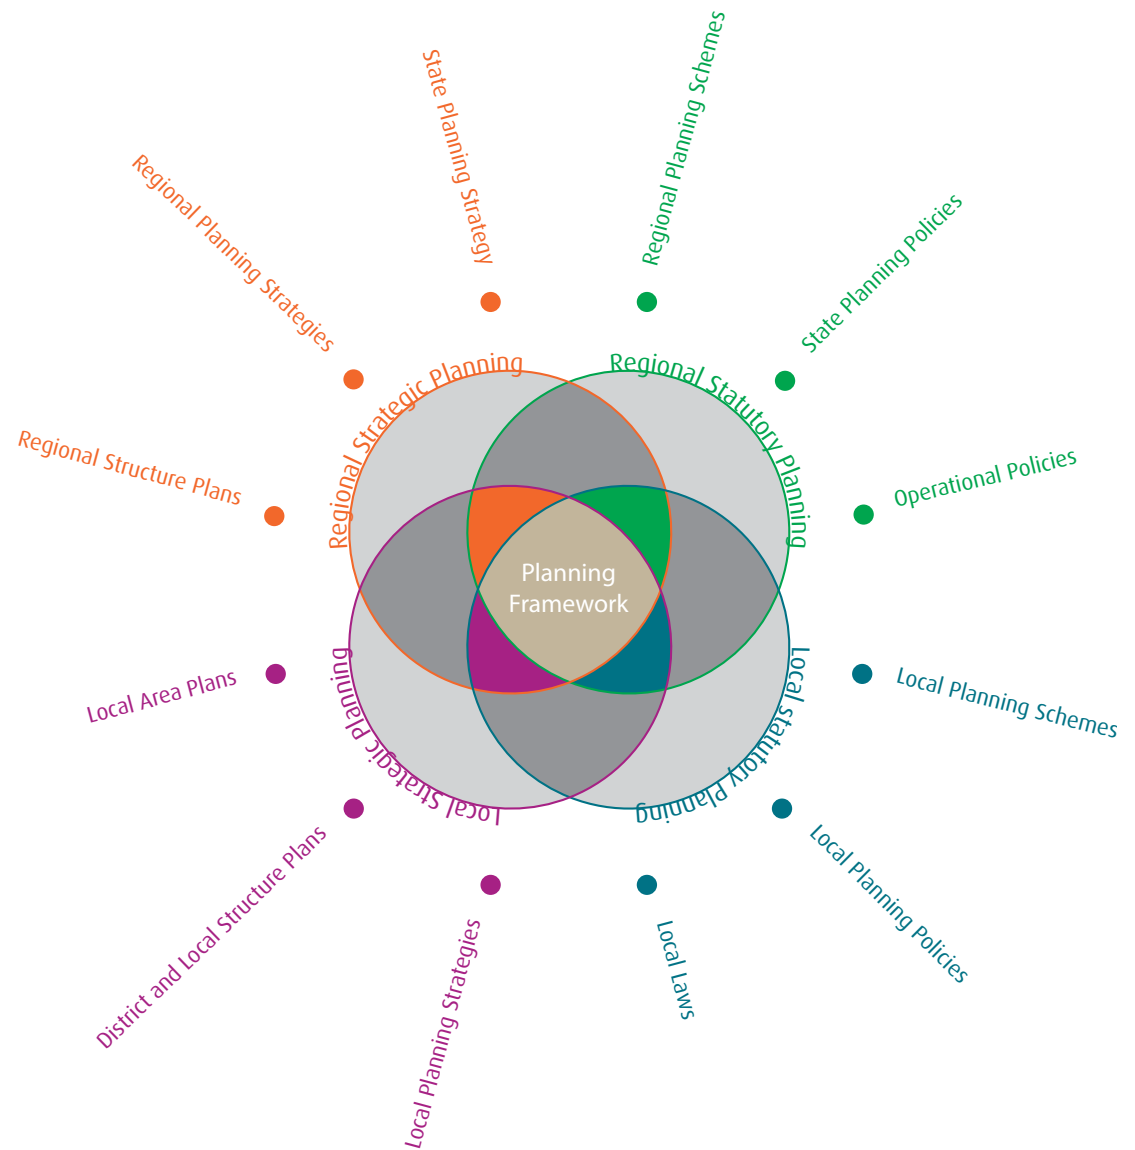 State Planning Strategy
Regional Planning Schemes
Regional Planning Strategies
State Planning Policies
Regional Structure Plans
Operational Policies
Regional Strategic Planning
Regional Statutory Planning
Planning
Framework
Local Strategic Planning
Local statutory Planning
Local Area Plans
Local Planning Schemes
District and Local Structure Plans
Local Planning Policies
Local Planning Strategies
Local Laws